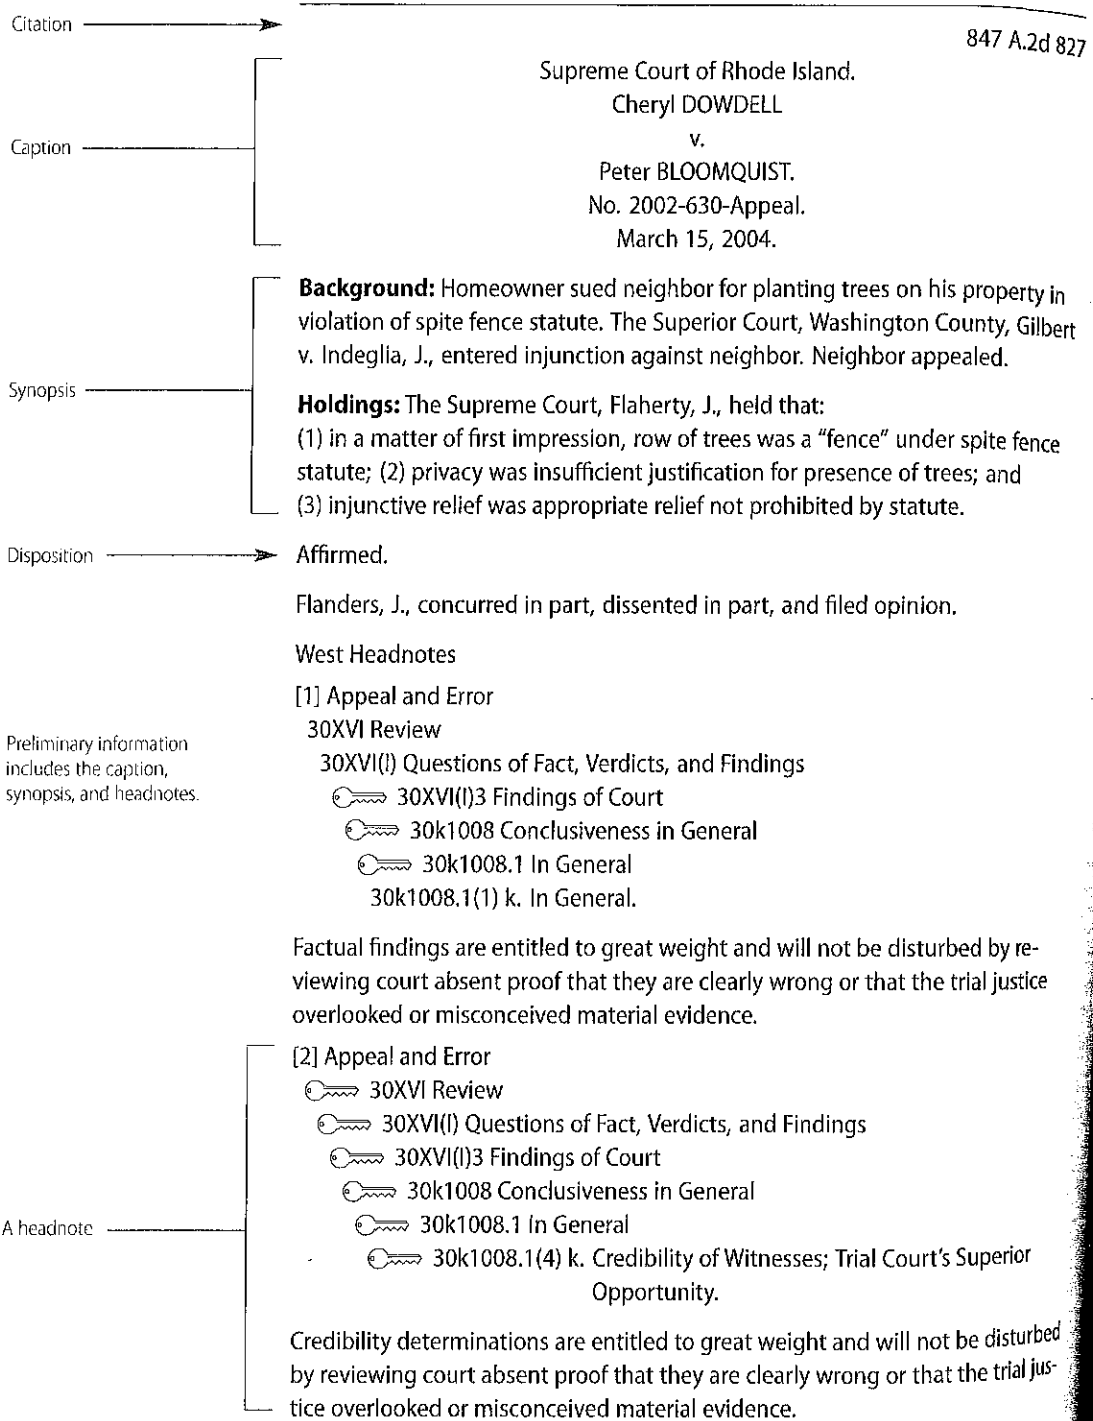 Citation
847 A.2d 827
Supreme Court of Rhode Island.
Cheryl DOWDELL
v.
Caption
Peter BLOOMQUIST.
No. 2002-630-Appeal.
March 15, 2004.
Background: Homeowner sued neighbor for planting trees on his property in
violation of spite fence statute. The Superior Court, Washington County, Gilbert
v. Indeglia, J., entered injunction against neighbor. Neighbor appealed.
Synopsis
Holdings: The Supreme Court, Flaherty, J., held that:
(1) in a matter of first impression, row of trees was a "fence" under spite fence
statute; (2) privacy was insufficient justification for presence of trees; and
(3) injunctive relief was appropriate relief not prohibited by statute.
Disposition
Affirmed.
Flanders, J., concurred in part, dissented in part, and filed opinion.
West Headnotes
[1] Appeal and Error
30XVI Review
Preliminary information
includes the caption,
synopsis, and headnotes.
30XVI(I) Questions of Fact, Verdicts, and Findings
30XVI(I)3 Findings of Court
30k1008 Conclusiveness in General
30k1008.1 In General
30k1008.1(1) k. In General.
Factual findings are entitled to great weight and will not be disturbed by re-
viewing court absent proof that they are clearly wrong or that the trial justice
overlooked or misconceived material evidence.
[2] Appeal and Error
30XVI Review
30XVI(I) Questions of Fact, Verdicts, and Findings
30XVI(I)3 Findings of Court
30k1008 Conclusiveness in General
A headnote
30k1008.1 In General
30k1008.1(4) k. Credibility of Witnesses; Trial Court's Superior
Opportunity.
Credibility determinations are entitled to great weight and will not be disturbed
by reviewing court absent proof that they are clearly wrong or that the trial jus-
tice overlooked or misconceived material evidence.